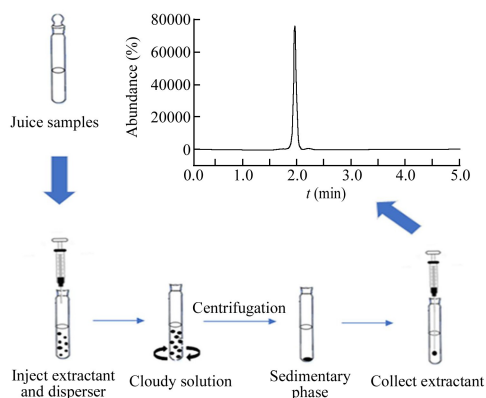 80000
60000
40000
20000
0
Abundance (%)
0.0 1.0 2.0 3.0 4.0 5.0
t (min)
Juice samples
Centrifugation
Inject extractant
and disperser
Cloudy solution
Sedimentary
phase
Collect extractant